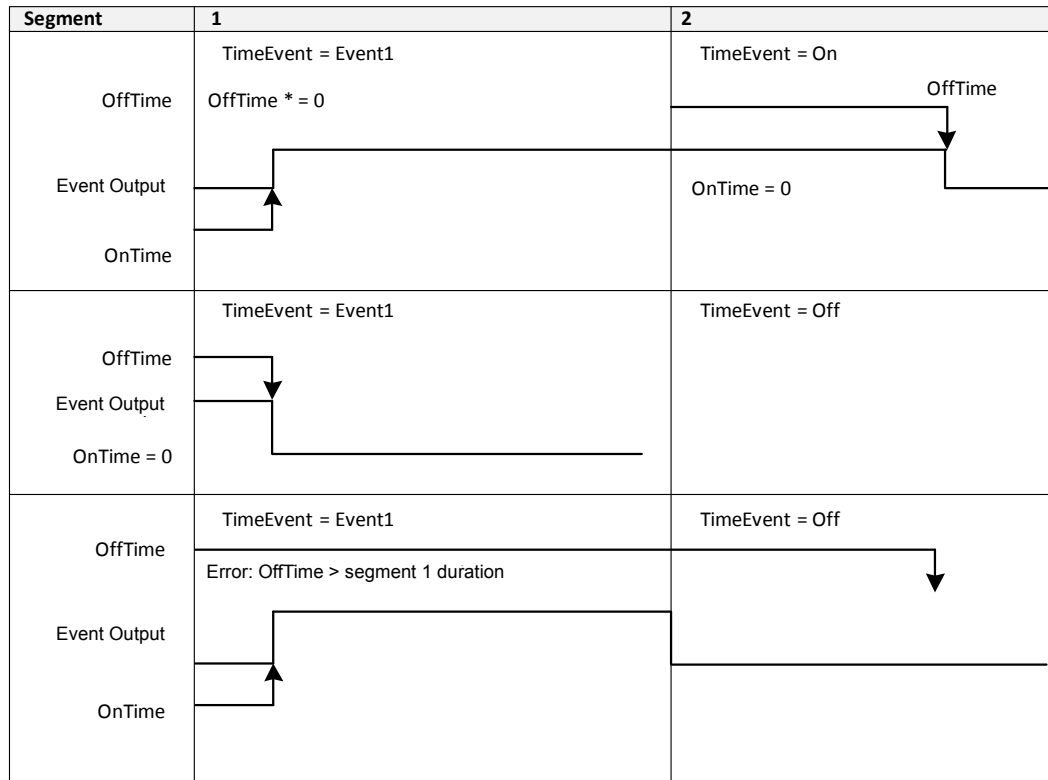 Segment 1 2
TimeEvent = Event1 TimeEvent = On
OffTime
OffTime OffTime * = 0
Event Output OnTime = 0
OnTime
TimeEvent = Event1 TimeEvent = Off
OffTime
Event Output
OnTime = 0
TimeEvent = Event1 TimeEvent = Off
OffTime
Error: OffTime > segment 1 duration
Event Output
OnTime